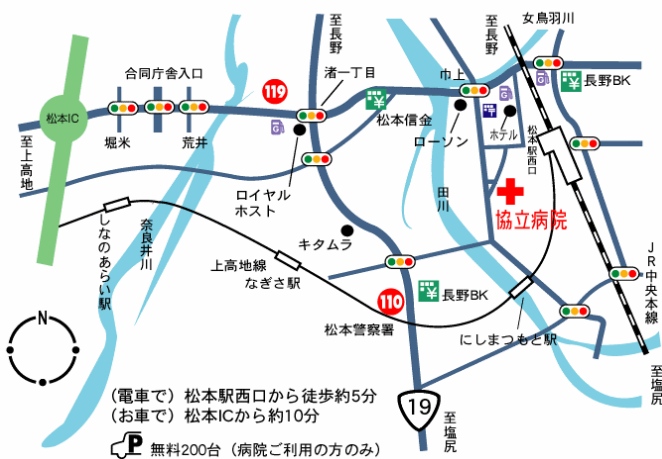 女鳥羽川
至長野
至長野
渚一丁目
合同庁舎入口
119
巾上
長野BK
松本IC
松本信金
ホテル
ローソン
松本駅西口
堀米
荒井
至上高地
ロイヤル
ホスト
田川
協立病院
奈良井川
しなのあらい駅
キタムラ
上高地線
なぎさ駅
JR中央本線
110
長野BK
松本警察署
にしまつもと駅
N
至塩尻
(電車で)松本駅西口から徒歩約5分
(お車で)松本ICから約10分
19
至塩尻
P
無料200台(病院ご利用の方のみ)